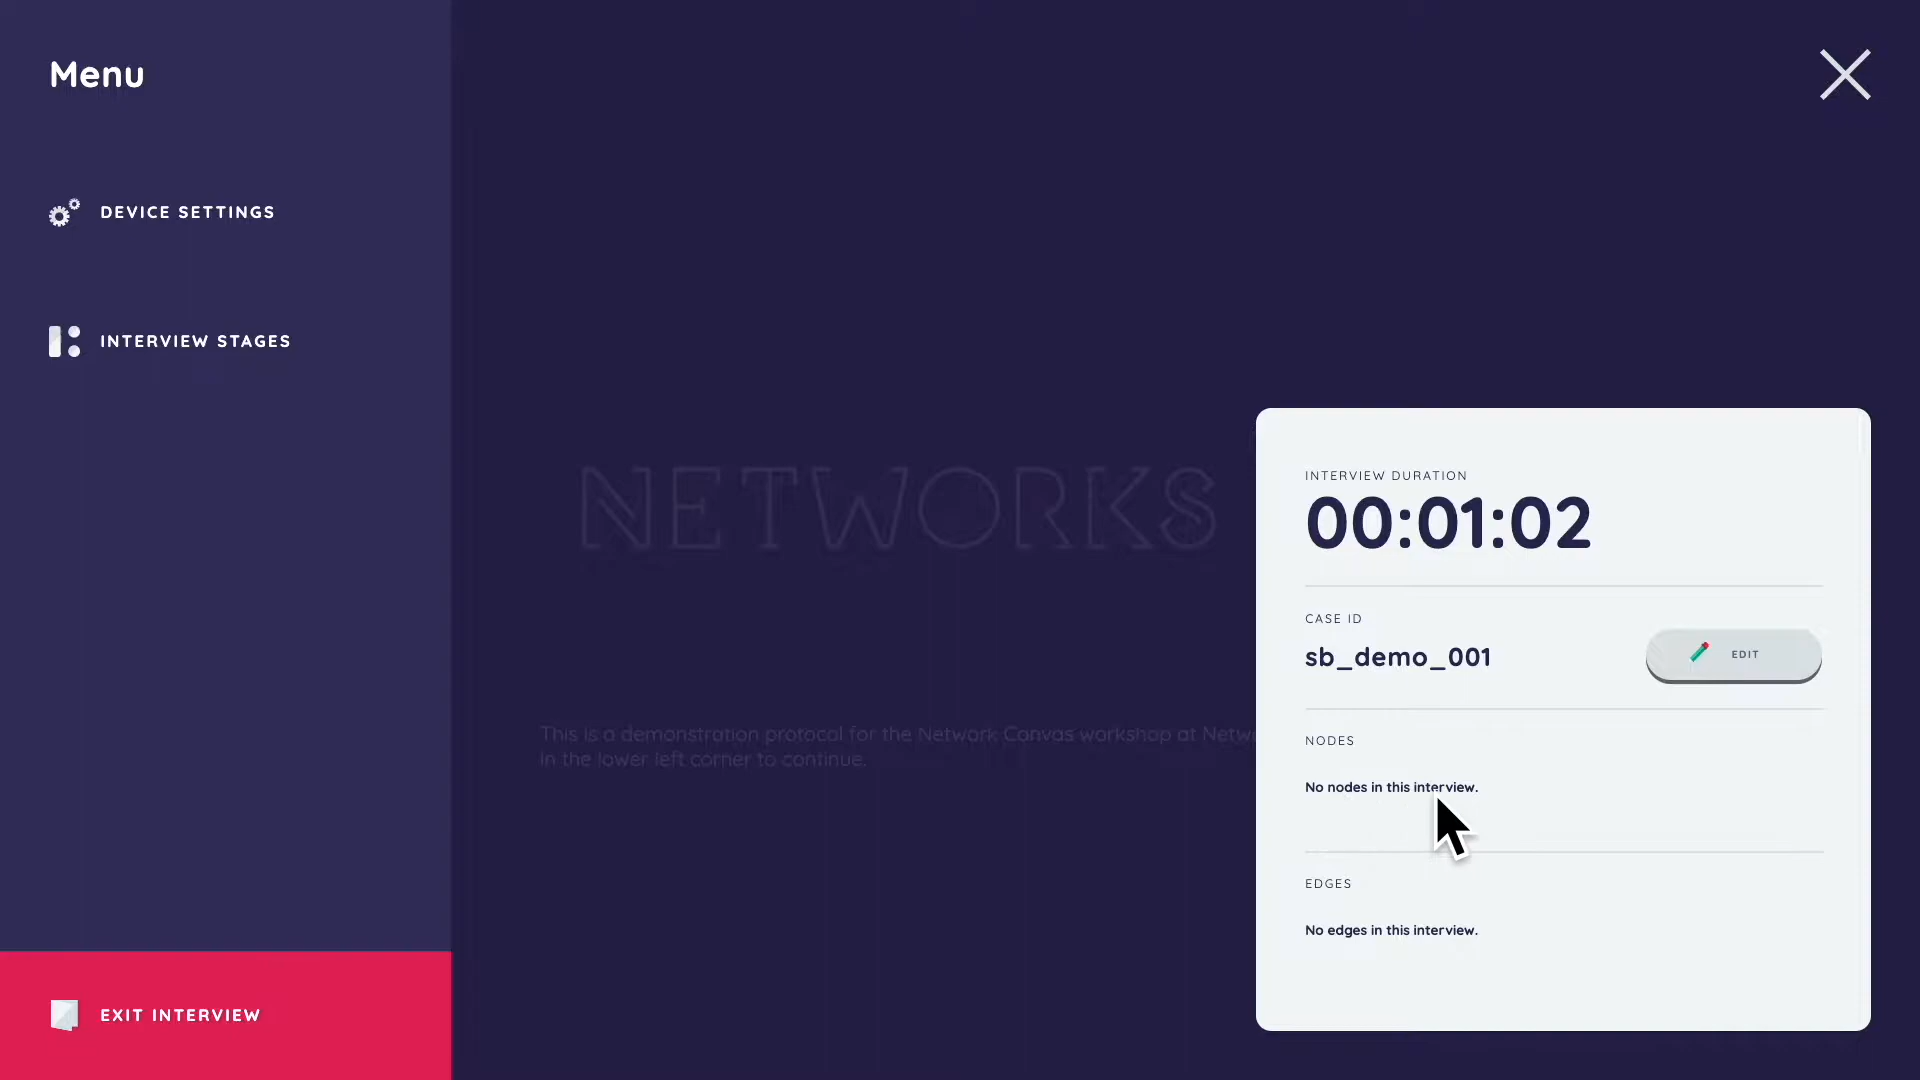 Menu
DEVICE SETTINGS
INTERVIEW STAGES
EXIT INTERVIEW
NETWORKS
This is a demonstration protocol for the Network Canvas workshop at
in the lower left corner to continue.
INTERVIEW DURATION
00:01:02
CASE ID
sb_demo_001
EDIT
NODES
No nodes in this interview.
EDGES
No edges in this interview.